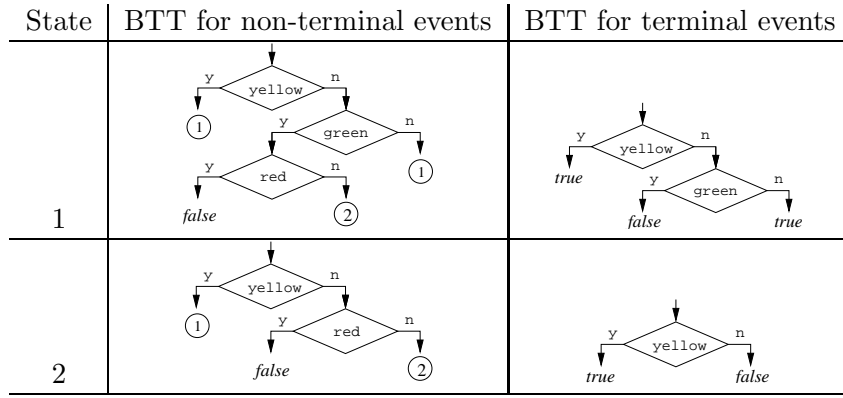 State BTT for non-terminal events BTT for terminal events
y yellow n
1 y green n
y red n 1
false 2
1
y yellow n
true y green n
false true
y yellow n
1 y red n
false 2
2
y yellow n
true false